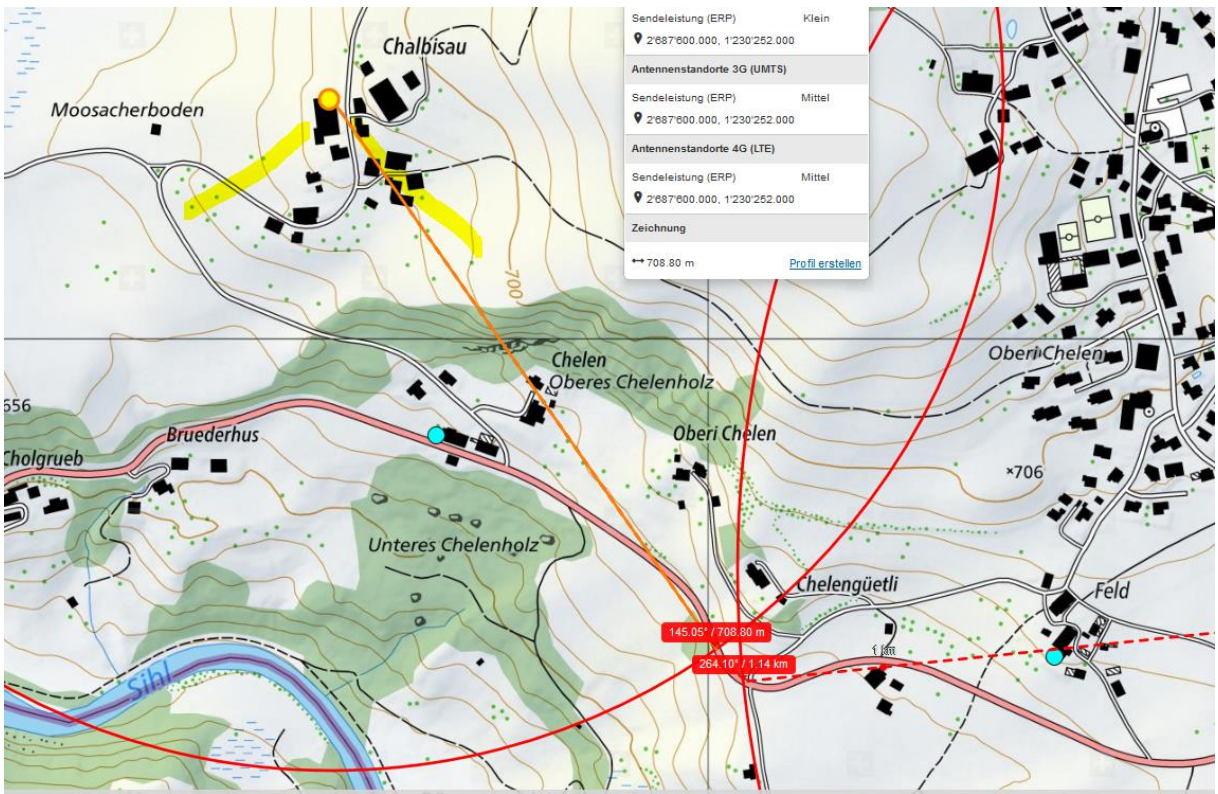 Sendeleistung (ERP) Klein
2'687'600.000, 1'230'252.000
Antennenstandorte 3G (UMTS)
Sendeleistung (ERP) Mittel
2'687'600.000, 1'230'252.000
Antennenstandorte 4G (LTE)
Sendeleistung (ERP) Mittel
2'687'600.000, 1'230'252.000
Zeichnung
708.80 m Profil erstellen
Chalbisau
Moosacherboden
700
Chelen
Oberes Chelenholz
Oberi Chelen
656
Bruederhus
Cholgrueb
Oberi Chelen
706
Unteres Chelenholz
Chelengüetli
Feld
145.05° / 708.80 m
264.10° / 1.14 km
1 km
Sihl